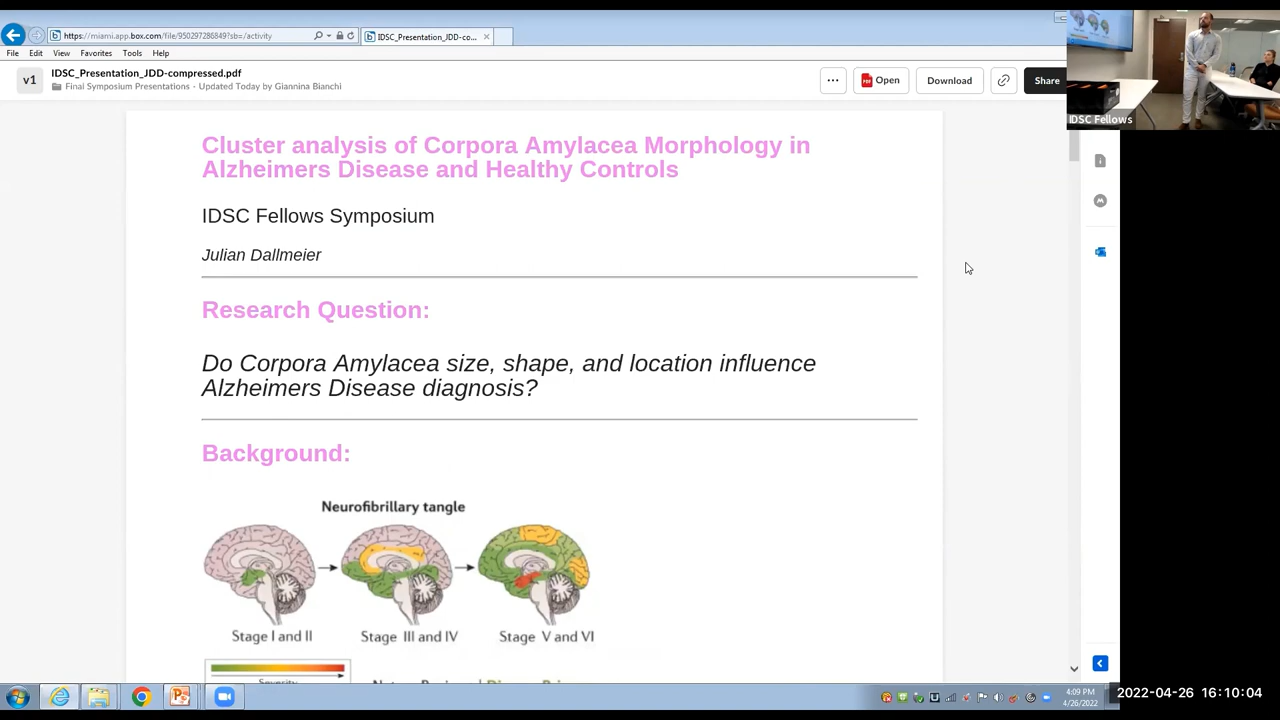 https://miami.app.box.com/file/950297286849?sb=/activity
IDSC_Presentation_JDD-co...
File Edit View Favorites Tools Help
v1
IDSC_Presentation_JDD-compressed.pdf
Final Symposium Presentations - Updated Today by Giannina Bianchi
Open
Download
Share
IDSC Fellows
Cluster analysis of Corpora Amylacea Morphology in
Alzheimers Disease and Healthy Controls
IDSC Fellows Symposium
Julian Dallmeier
Research Question:
Do Corpora Amylacea size, shape, and location influence
Alzheimers Disease diagnosis?
Background:
Neurofibrillary tangle
Stage I and II
Stage III and IV
Stage V and VI
4:09 PM
4/26/2022
2022-04-26 16:10:04